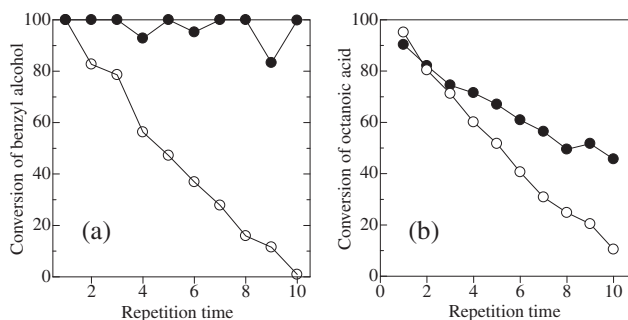 Conversion of benzyl alcohol
100
80
60
40
20
0
(a)
2 4 6 8 10
Repetition time
Conversion of octanoic acid
100
80
60
40
20
0
(b)
0 2 4 6 8 10
Repetition time